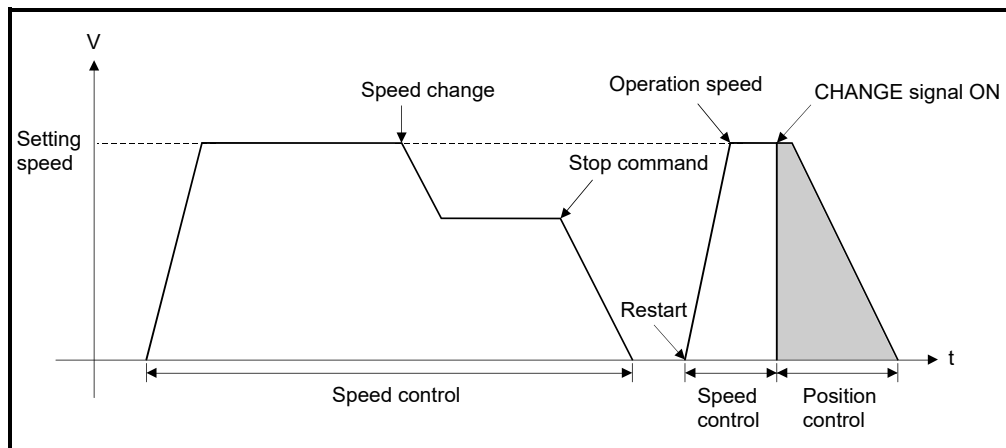 V
Speed change
Operation speed
CHANGE signal ON
Setting
speed
Stop command
Restart
t
Speed control
Speed
control
Position
control